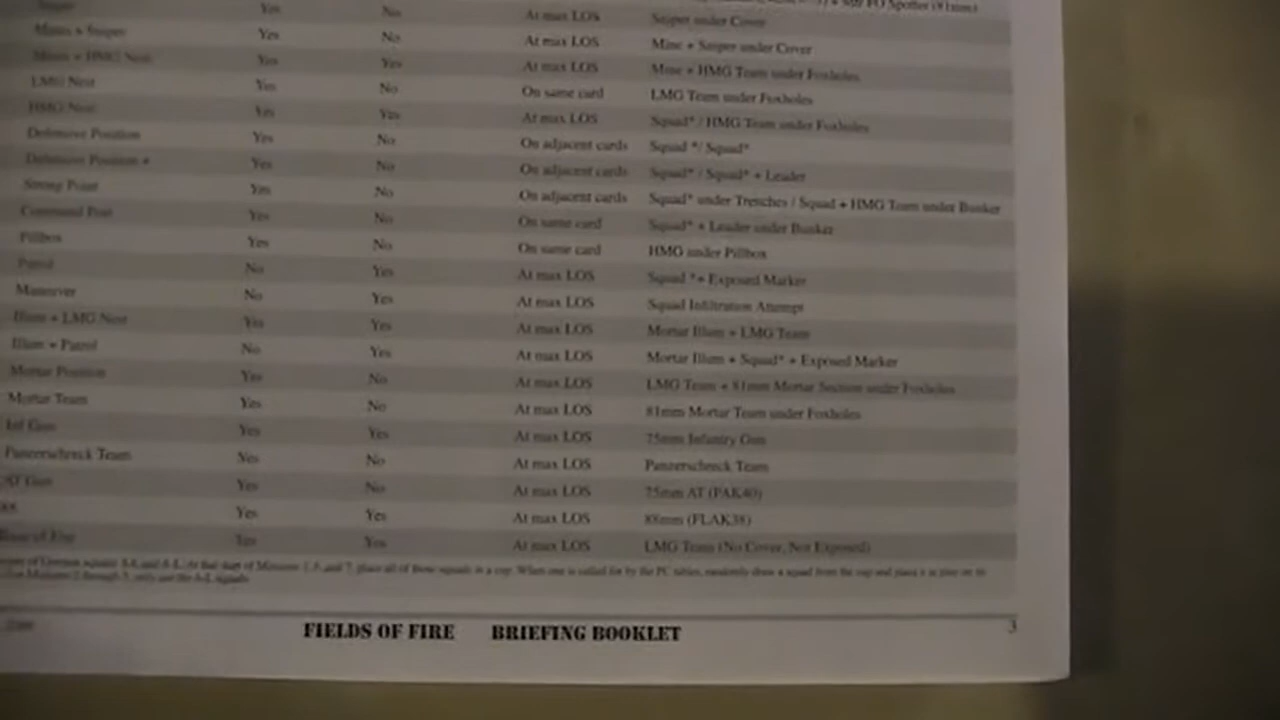 Sniper Yes No At max LOS Sniper under Cover
Mines + Sniper Yes No At max LOS Mine + Sniper under Cover
Mines + HMG Nest Yes Yes At max LOS Mine + HMG Team under Foxholes
LMG Nest Yes No On same card LMG Team under Foxholes
HMG Nest Yes Yes At max LOS Squad* / HMG Team under Foxholes
Defensive Position Yes No On adjacent cards Squad */ Squad*
Defensive Position + Yes No On adjacent cards Squad* / Squad* + Leader
Strong Point Yes No On adjacent cards Squad* under Trenches / Squad + HMG Team under Bunker
Command Post Yes No On same card Squad* + Leader under Bunker
Pillbox Yes No On same card HMG under Pillbox
Patrol No Yes At max LOS Squad *+ Exposed Marker
Maneuver No Yes At max LOS Squad Infiltration Attempt
Illum + LMG Nest Yes Yes At max LOS Mortar Illum + LMG Team
Illum + Patrol No Yes At max LOS Mortar Illum + Squad* + Exposed Marker
Mortar Position Yes No At max LOS LMG Team + 81mm Mortar Section under Foxholes
Mortar Team Yes No At max LOS 81mm Mortar Team under Foxholes
Inf Gun Yes Yes At max LOS 75mm Infantry Gun
Panzerschreck Team Yes No At max LOS Panzerschreck Team
AT Gun Yes No At max LOS 75mm AT (PAK40)
Yes Yes At max LOS 88mm (FLAK38)
Base of Fire Yes Yes At max LOS LMG Team (No Cover, Not Exposed)
FIELDS OF FIRE BRIEFING BOOKLET 3